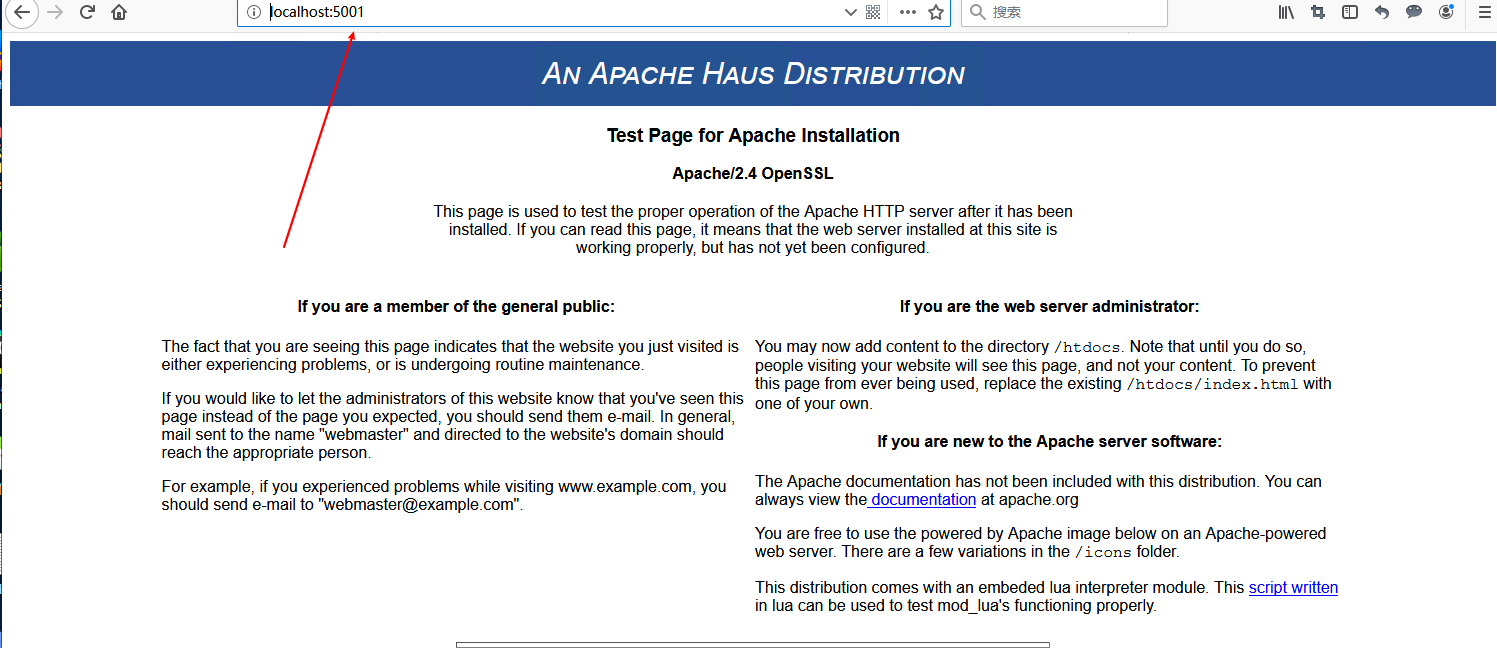 localhost:5001
搜索
An Apache Haus Distribution
Test Page for Apache Installation
Apache/2.4 OpenSSL
This page is used to test the proper operation of the Apache HTTP server after it has been
installed. If you can read this page, it means that the web server installed at this site is
working properly, but has not yet been configured.
If you are a member of the general public:
The fact that you are seeing this page indicates that the website you just visited is
either experiencing problems, or is undergoing routine maintenance.
If you would like to let the administrators of this website know that you've seen this
page instead of the page you expected, you should send them e-mail. In general,
mail sent to the name "webmaster" and directed to the website's domain should
reach the appropriate person.
For example, if you experienced problems while visiting www.example.com, you
should send e-mail to "webmaster@example.com".
If you are the web server administrator:
You may now add content to the directory /htdocs. Note that until you do so,
people visiting your website will see this page, and not your content. To prevent
this page from ever being used, replace the existing /htdocs/index.html with
one of your own.
If you are new to the Apache server software:
The Apache documentation has not been included with this distribution. You can
always view the documentation at apache.org
You are free to use the powered by Apache image below on an Apache-powered
web server. There are a few variations in the /icons folder.
This distribution comes with an embeded lua interpreter module. This script written
in lua can be used to test mod_lua's functioning properly.